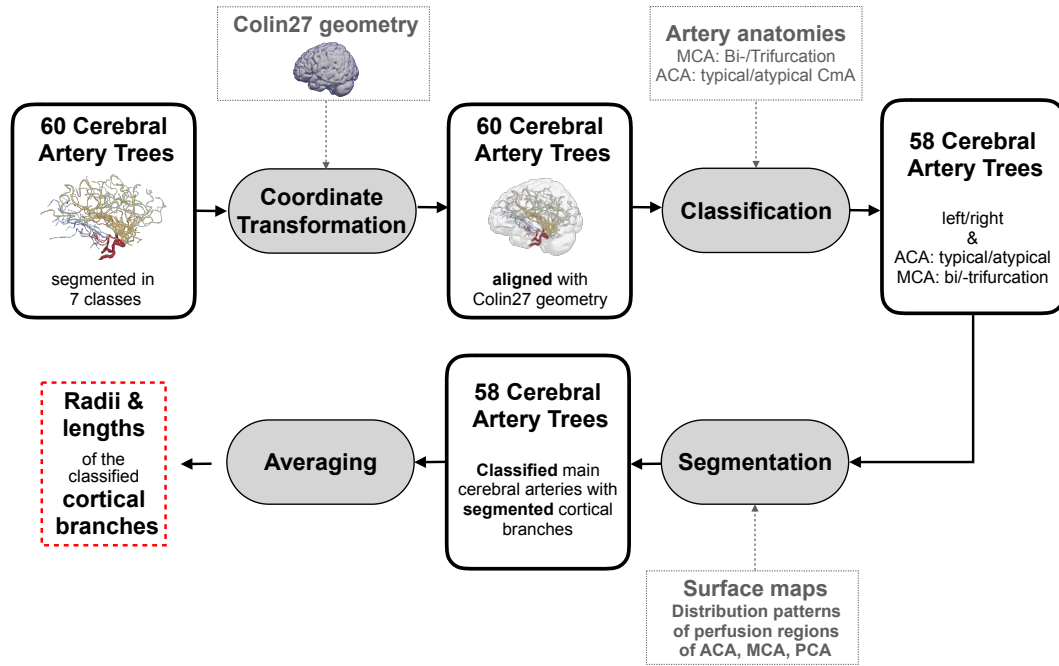 Colin27 geometry
Artery anatomies
MCA: Bi-/Trifurcation
ACA: typical/atypical CmA
60 Cerebral
Artery Trees
segmented in
7 classes
Coordinate
Transformation
60 Cerebral
Artery Trees
aligned with
Colin27 geometry
Classification
58 Cerebral
Artery Trees
left/right
&
ACA: typical/atypical
MCA: bi/-trifurcation
Radii &
lengths
of the
classified
cortical
branches
Averaging
58 Cerebral
Artery Trees
Classified main
cerebral arteries with
segmented cortical
branches
Segmentation
Surface maps
Distribution patterns
of perfusion regions
of ACA, MCA, PCA